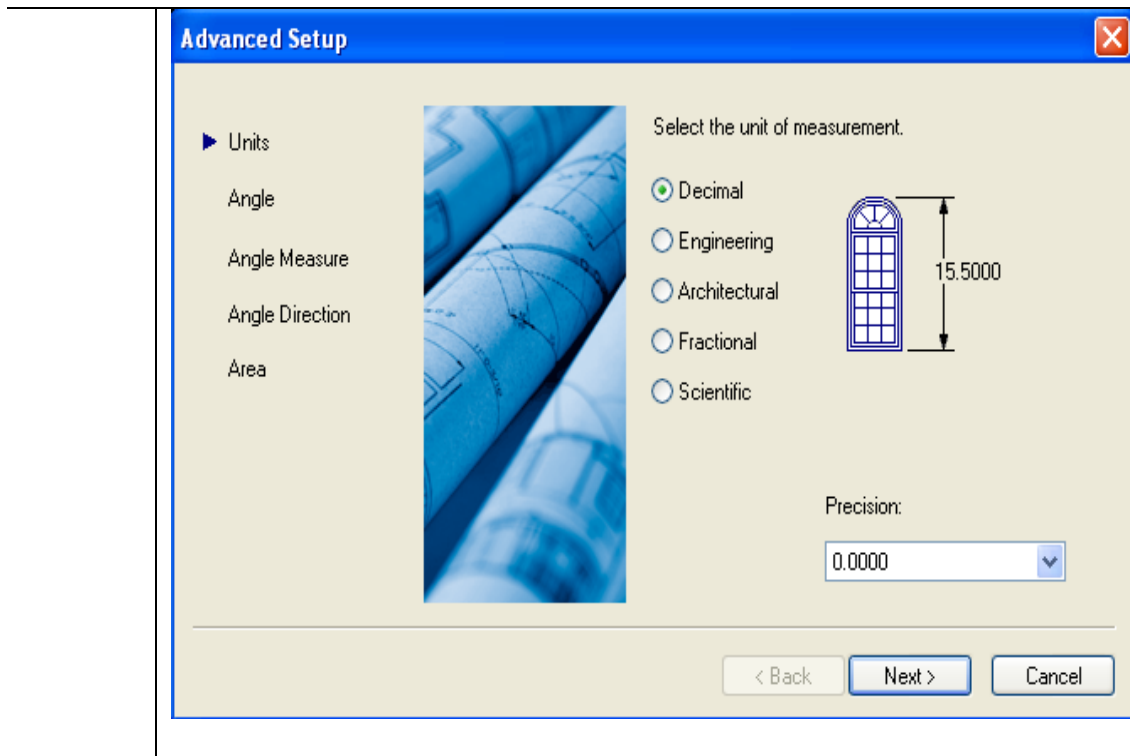 Advanced Setup
Units
Angle
Angle Measure
Angle Direction
Area
Select the unit of measurement.
Decimal
Engineering
Architectural
Fractional
Scientific
15.5000
Precision:
0.0000
< Back
Next >
Cancel